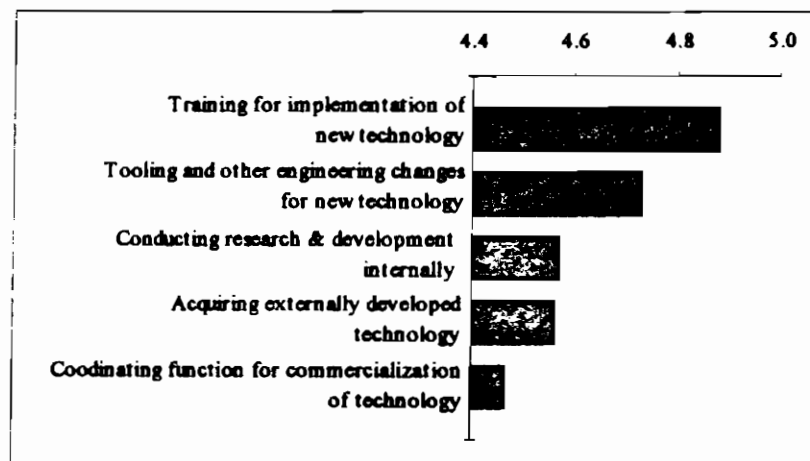 4.4 4.6 4.8 5.0
Training for implementation of
new technology
Tooling and other engineering changes
for new technology
Conducting research & development
internally
Acquiring externally developed
technology
Coodinating function for commercialization
of technology